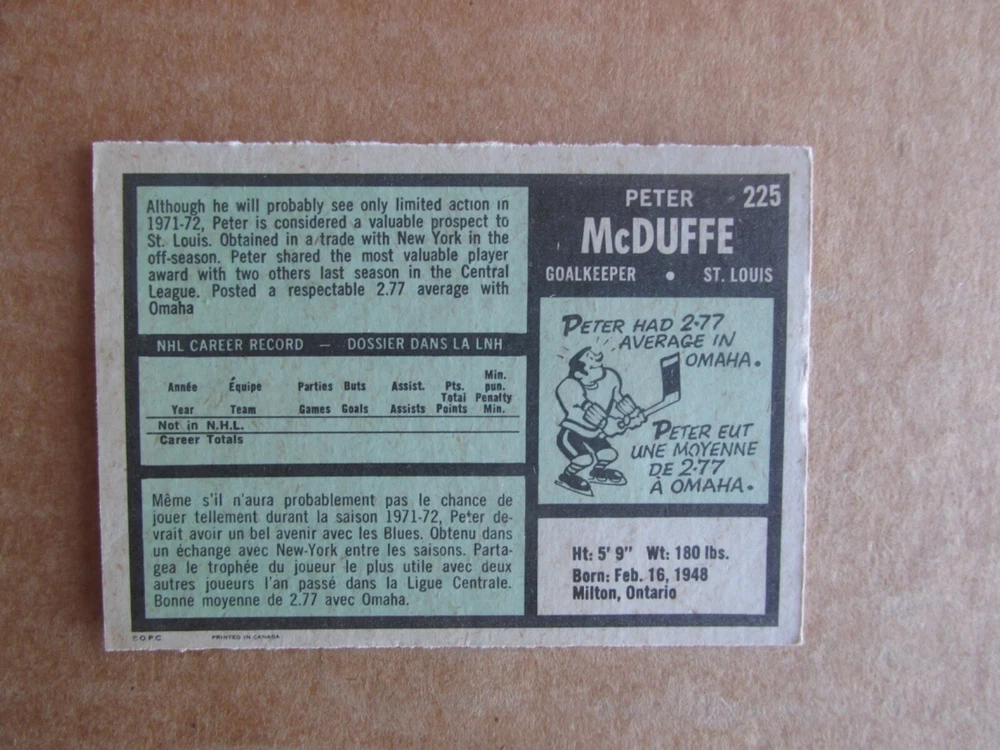 Although he will probably see only limited action in
1971-72, Peter is considered a valuable prospect to
St. Louis. Obtained in a trade with New York in the
off-season. Peter shared the most valuable player
award with two others last season in the Central
League. Posted a respectable 2.77 average with
Omaha
NHL CAREER RECORD — DOSSIER DANS LA LNH
Année Équipe Parties Buts Assist. Pts. Total Min. pun.
Year Team Games Goals Assists Points Penalty Min.
Not in N.H.L.
Career Totals
Même s'il n'aura probablement pas le chance de
jouer tellement durant la saison 1971-72, Peter de-
vrait avoir un bel avenir avec les Blues. Obtenu dans
un échange avec New-York entre les saisons. Parta-
gea le trophée du joueur le plus utile avec deux
autres joueurs l'an passé dans la Ligue Centrale.
Bonne moyenne de 2.77 avec Omaha.
PETER 225
McDUFFE
GOALKEEPER • ST. LOUIS
PETER HAD 2.77
AVERAGE IN
OMAHA.
PETER EUT
UNE MOYENNE
DE 2.77
À OMAHA.
Ht: 5' 9" Wt: 180 lbs.
Born: Feb. 16, 1948
Milton, Ontario
©O.P.C. PRINTED IN CANADA